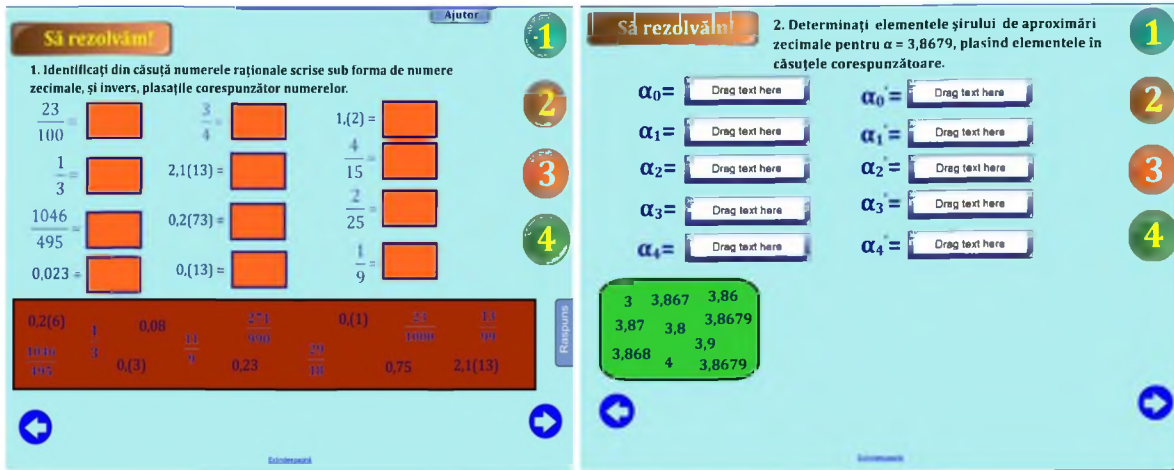 Ajutor
Să rezolvăm!
1. Identificați din căsuță numerele raționale scrise sub forma de numere
zecimale, și invers, plasațile corespunzător numerelor.
23/100 =
3/4 =
1,(2) =
1/3 =
2,1(13) =
4/15 =
1046/495 =
0,2(73) =
2/25 =
0,023 =
0,(13) =
1/9 =
0,2(6)
1/3
0,08
11/9
271/990
0,(1)
23/1000
13/99
1046/495
0,(3)
0,23
0,75
2,1(13)
Raspuns
1
2
3
4
Să rezolvăm!
2. Determinați elementele șirului de aproximări
zecimale pentru α = 3,8679, plasînd elementele în
căsuțele corespunzătoare.
α₀= Drag text here α₀'= Drag text here
α₁= Drag text here α₁'= Drag text here
α₂= Drag text here α₂'= Drag text here
α₃= Drag text here α₃'= Drag text here
α₄= Drag text here α₄'= Drag text here
3 3,867 3,86
3,87 3,8 3,8679
3,868 3,9
4 3,8679
1
2
3
4